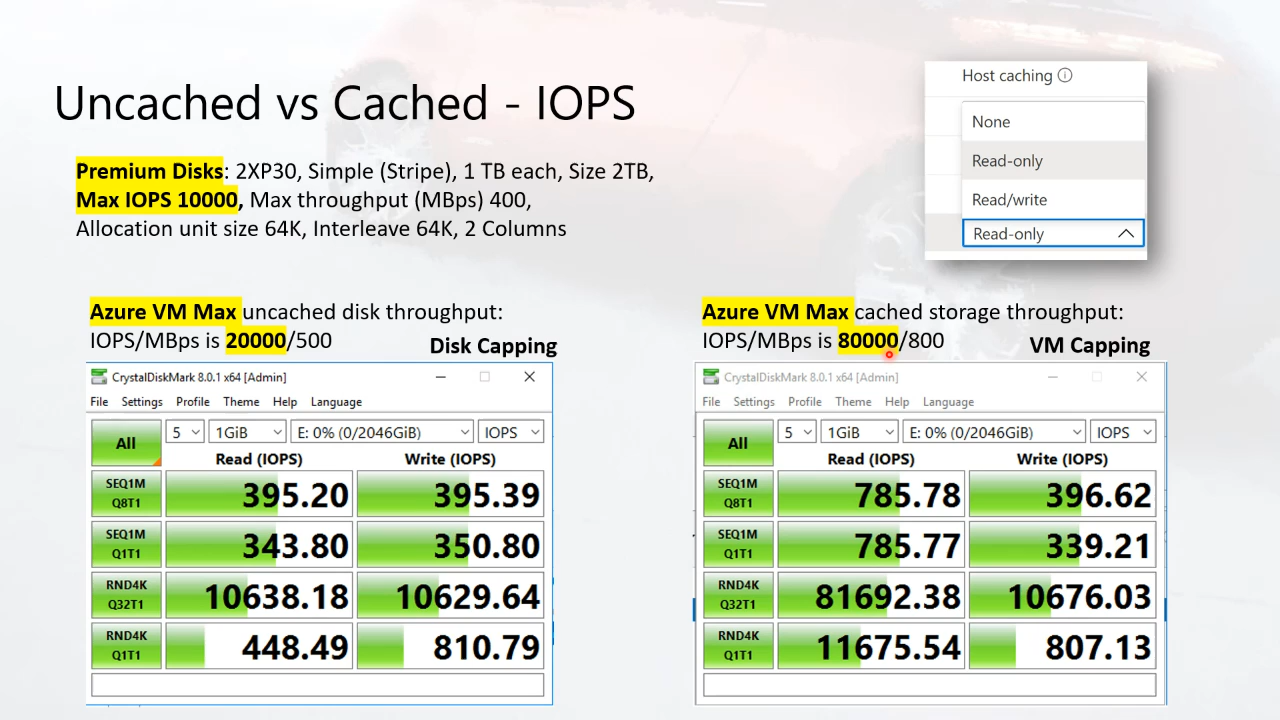 Uncached vs Cached - IOPS
Premium Disks: 2XP30, Simple (Stripe), 1 TB each, Size 2TB,
Max IOPS 10000, Max throughput (MBps) 400,
Allocation unit size 64K, Interleave 64K, 2 Columns
Host caching
None
Read-only
Read/write
Read-only
Azure VM Max uncached disk throughput:
IOPS/MBps is 20000/500
Disk Capping
CrystalDiskMark 8.0.1 x64 [Admin]
File Settings Profile Theme Help Language
All 5 1GiB E: 0% (0/2046GiB) IOPS
Read (IOPS) Write (IOPS)
SEQ1M
Q8T1
395.20 395.39
SEQ1M
Q1T1
343.80 350.80
RND4K
Q32T1
10638.18 10629.64
RND4K
Q1T1
448.49 810.79
Azure VM Max cached storage throughput:
IOPS/MBps is 80000/800
VM Capping
CrystalDiskMark 8.0.1 x64 [Admin]
File Settings Profile Theme Help Language
All 5 1GiB E: 0% (0/2046GiB) IOPS
Read (IOPS) Write (IOPS)
SEQ1M
Q8T1
785.78 396.62
SEQ1M
Q1T1
785.77 339.21
RND4K
Q32T1
81692.38 10676.03
RND4K
Q1T1
11675.54 807.13